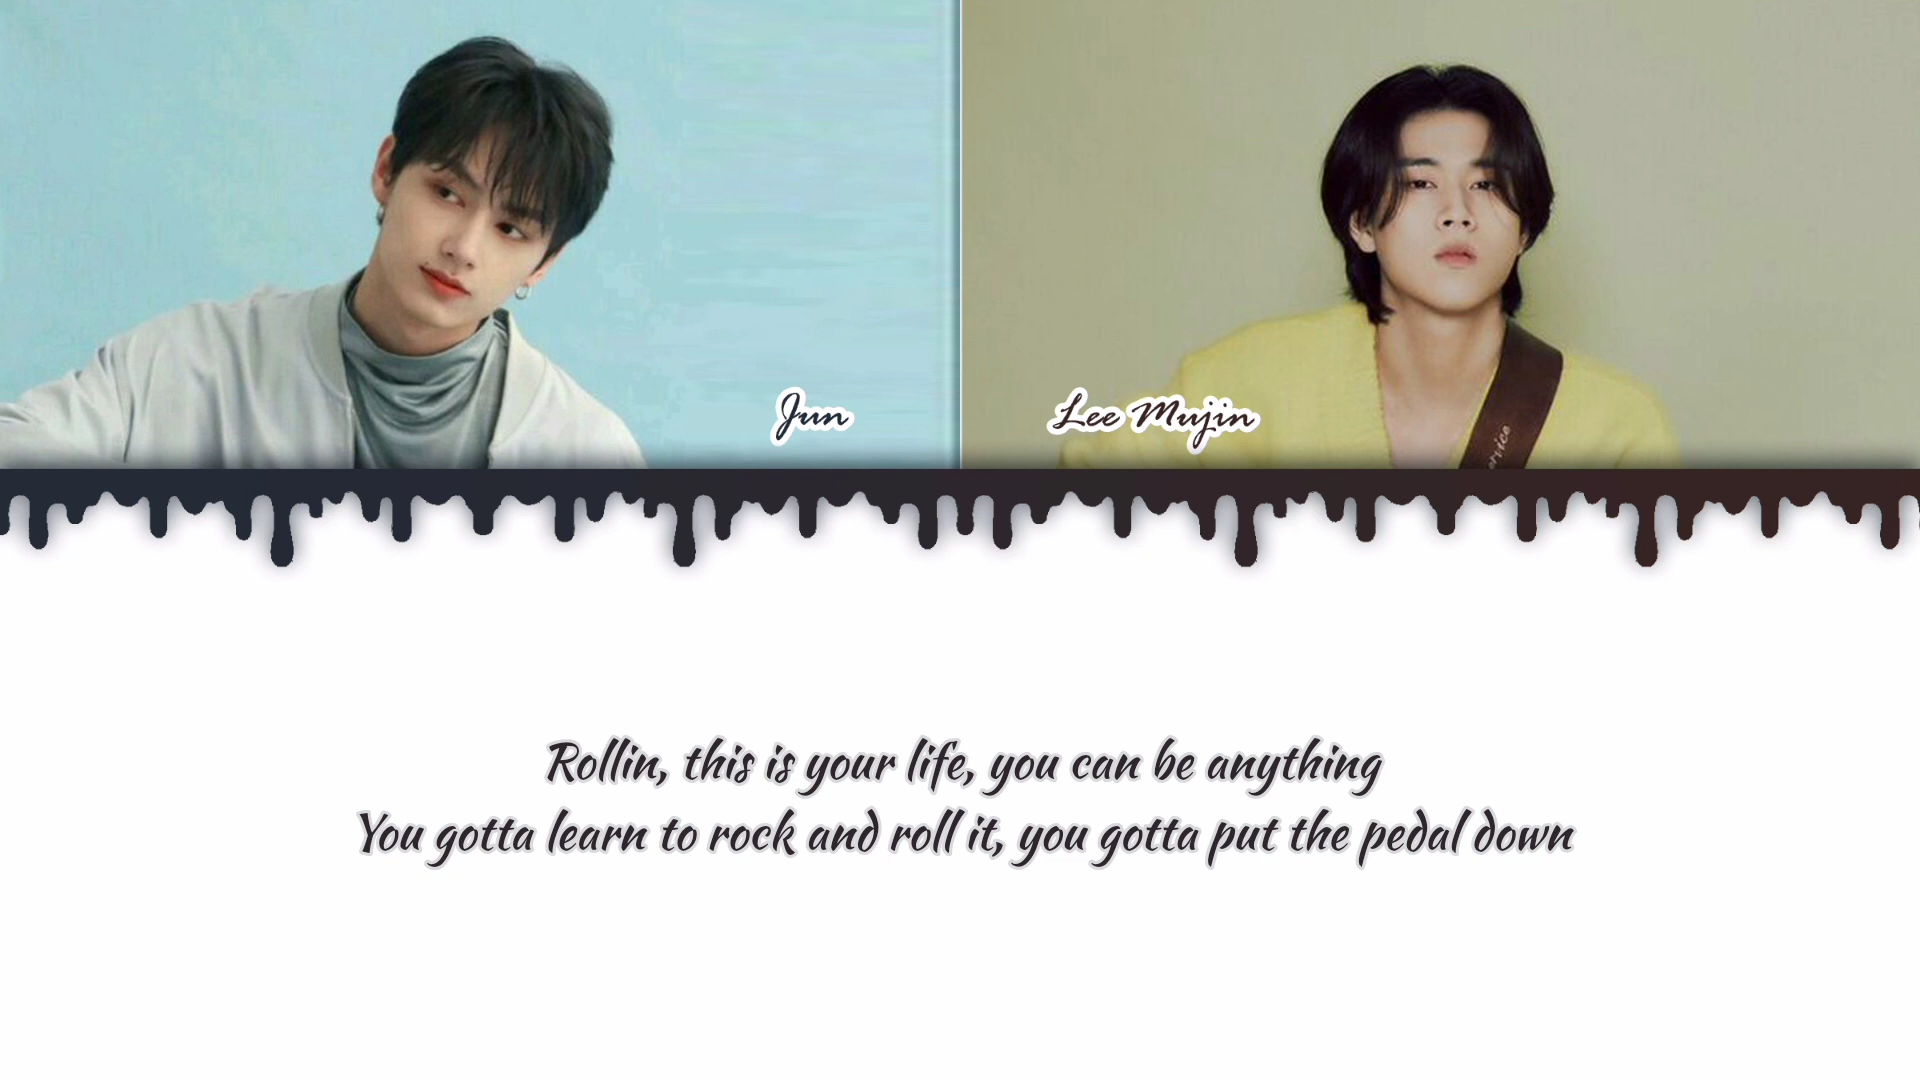 Jun
Lee Mujin
Rollin, this is your life, you can be anything
You gotta learn to rock and roll it, you gotta put the pedal down